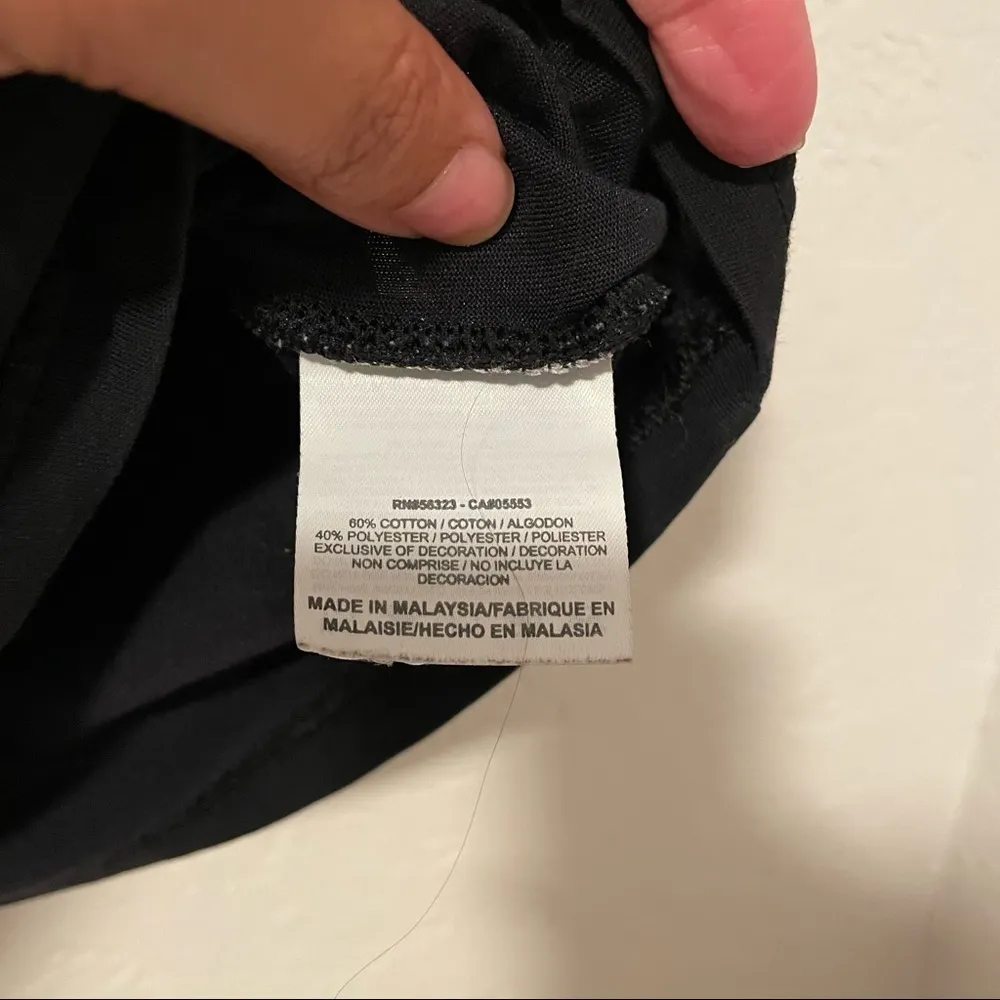 RN#56323 - CA#05553
60% COTTON / COTON / ALGODON
40% POLYESTER / POLYESTER / POLIESTER
EXCLUSIVE OF DECORATION / DECORATION
NON COMPRISE / NO INCLUYE LA
DECORACION
MADE IN MALAYSIA/FABRIQUE EN
MALAISIE/HECHO EN MALASIA